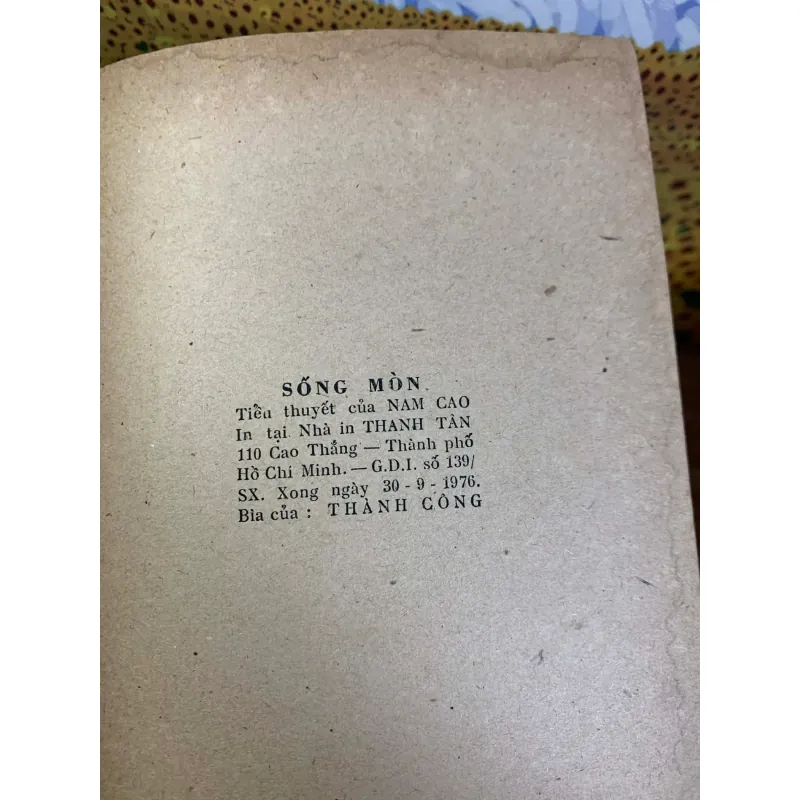 SỐNG MÒN
Tiều thuyết của NAM CAO
In tại Nhà in THANH TÂN
110 Cao Thắng — Thành phố
Hồ Chí Minh. — G.D.I. số 139/
SX. Xong ngày 30 - 9 - 1976.
Bìa của : THÀNH CÔNG